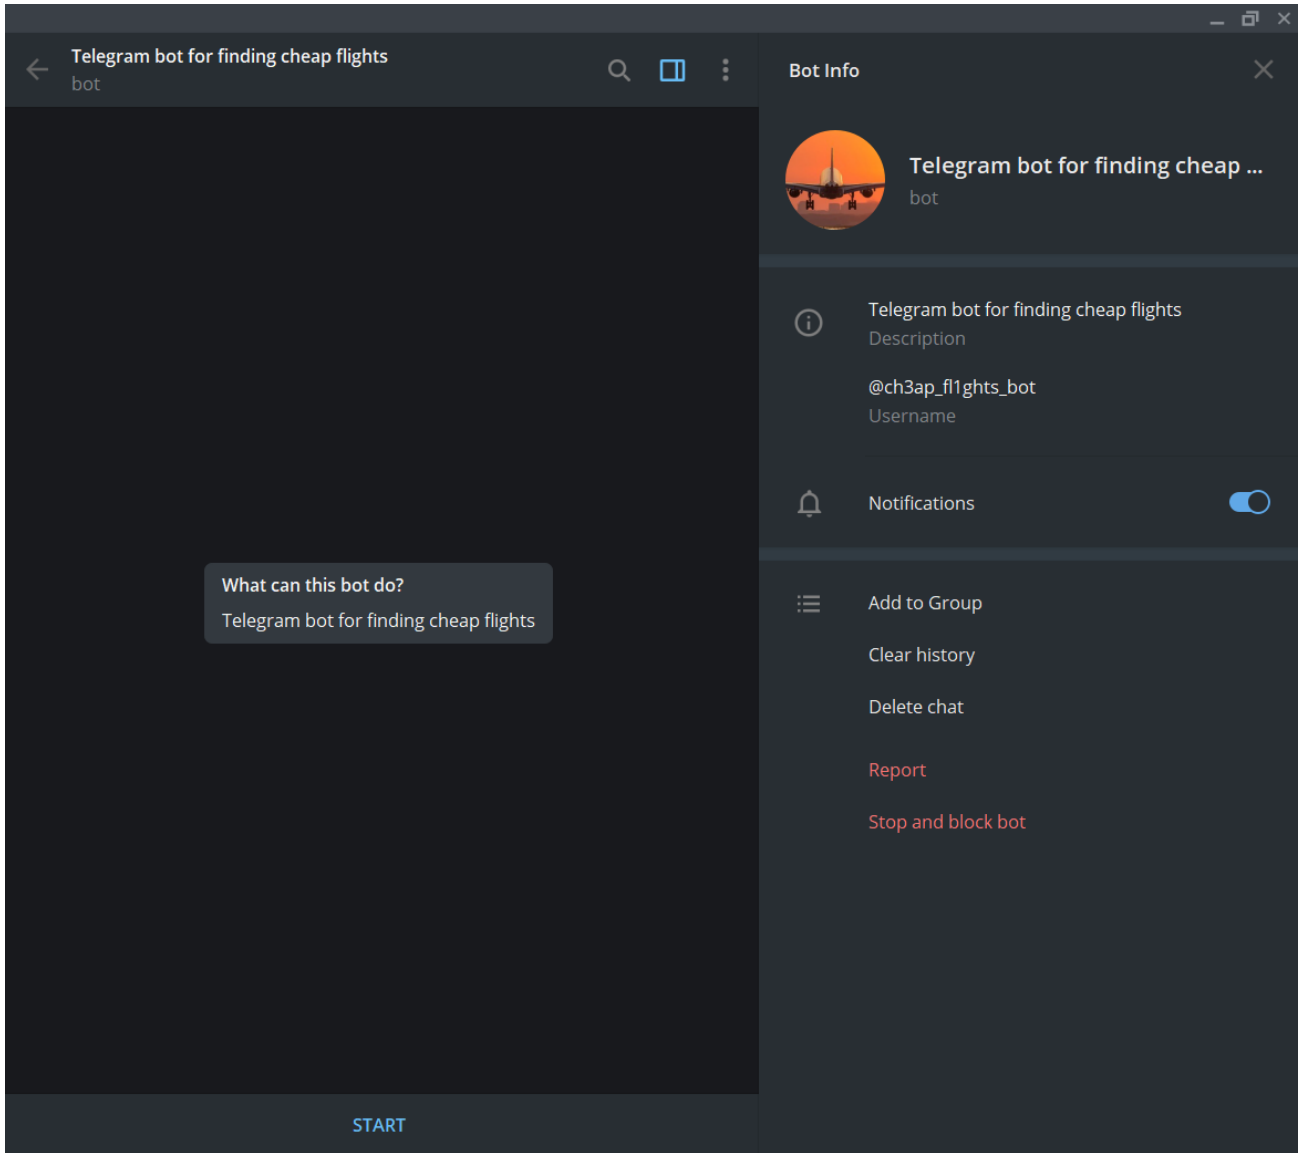 Telegram bot for finding cheap flights
bot
What can this bot do?
Telegram bot for finding cheap flights
START
Bot Info
Telegram bot for finding cheap ...
bot
Telegram bot for finding cheap flights
Description
@ch3ap_fl1ghts_bot
Username
Notifications
Add to Group
Clear history
Delete chat
Report
Stop and block bot